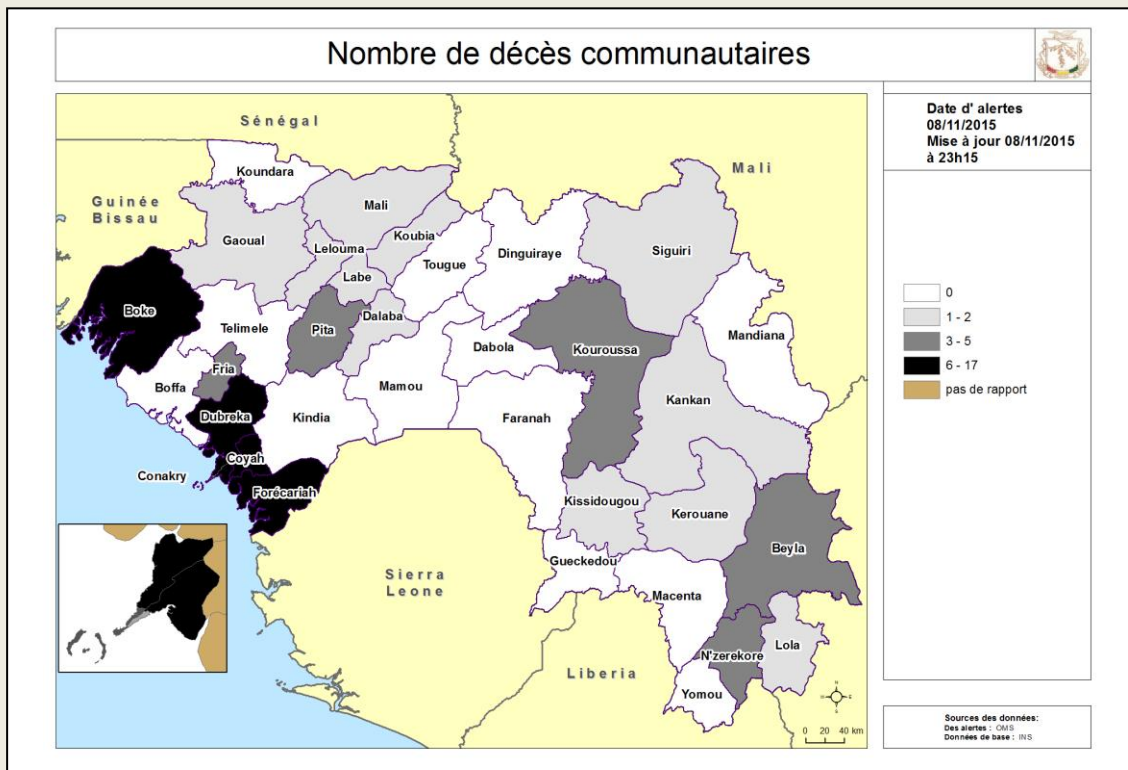 Nombre de décès communautaires
Date d' alertes
08/11/2015
Mise à jour 08/11/2015
à 23h15
0
1 - 2
3 - 5
6 - 17
pas de rapport
Sénégal
Mali
Guinée
Bissau
Koundara
Mali
Gaoual
Koubia
Lelouma
Labe
Tougue
Dinguiraye
Siguiri
Boke
Telimele
Pita
Dalaba
Mandiana
Fria
Dabola
Kouroussa
Boffa
Mamou
Kankan
Dubreka
Kindia
Faranah
Coyah
Conakry
Forécariah
Kissidougou
Kerouane
Beyla
Gueckedou
Sierra
Leone
Macenta
Lola
N'zerekore
Liberia
Yomou
N
W E
S
0 20 40 km
Sources des données:
Des alertes : OMS
Données de base : INS